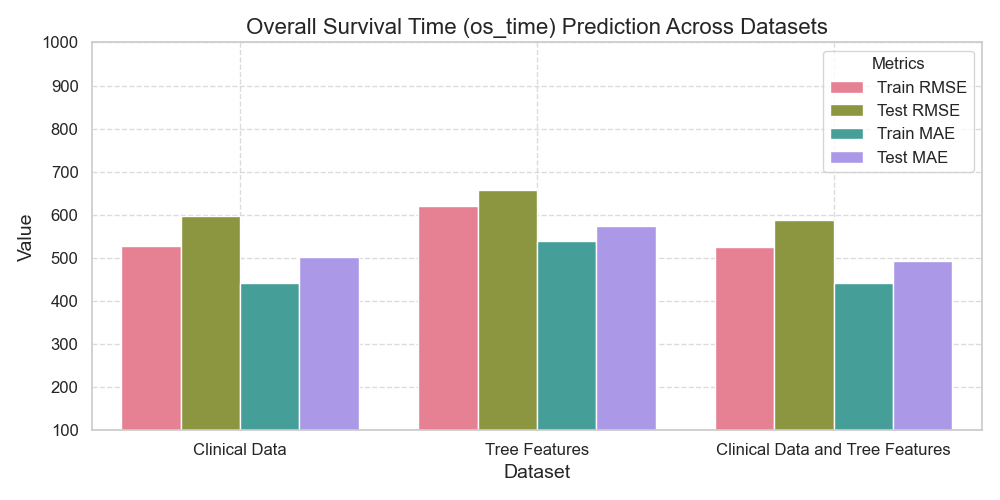 Overall Survival Time (os_time) Prediction Across Datasets
Value
1000
900
800
700
600
500
400
300
200
100
Metrics
Train RMSE
Test RMSE
Train MAE
Test MAE
Clinical Data
Tree Features
Clinical Data and Tree Features
Dataset